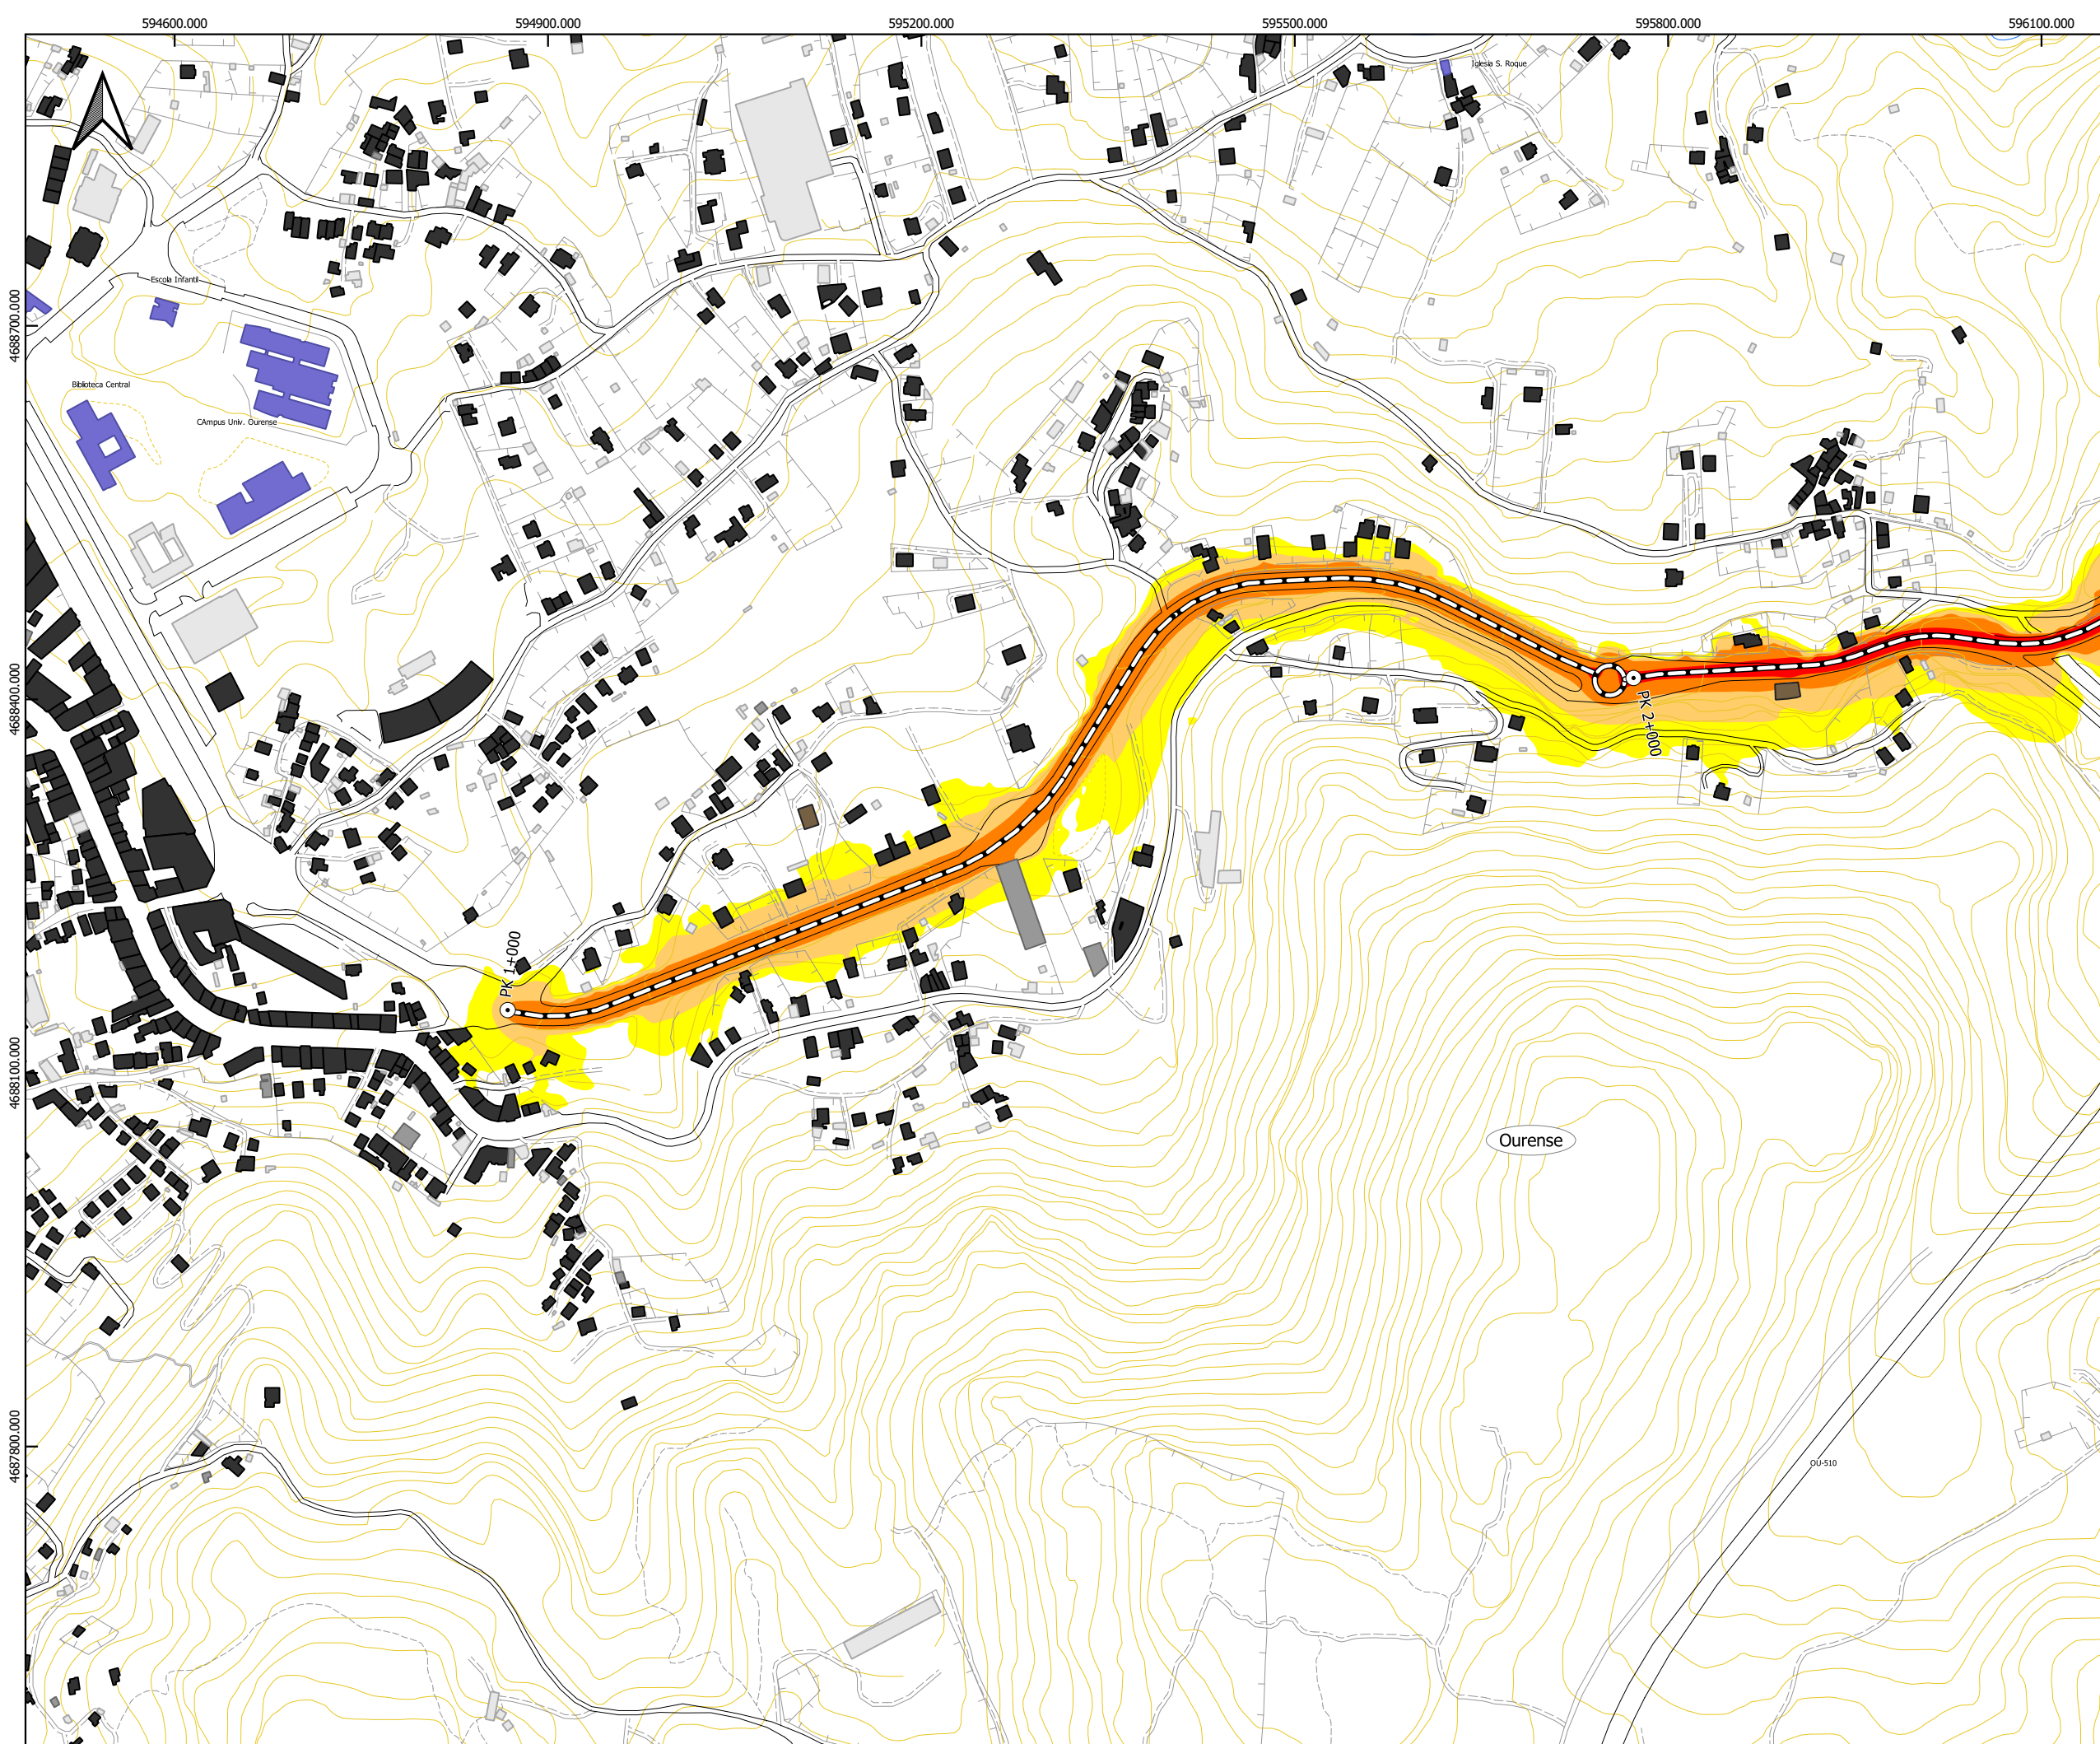 594600.000
594900.000
595200.000
595500.000
595800.000
596100.000
Iglesia S. Roque
Escola Infantil
4688700.000
Biblioteca Central
CAmpus Univ. Ourense
4688400.000
PK 2+000
PK 1+000
4688100.000
Ourense
4687800.000
OU-510